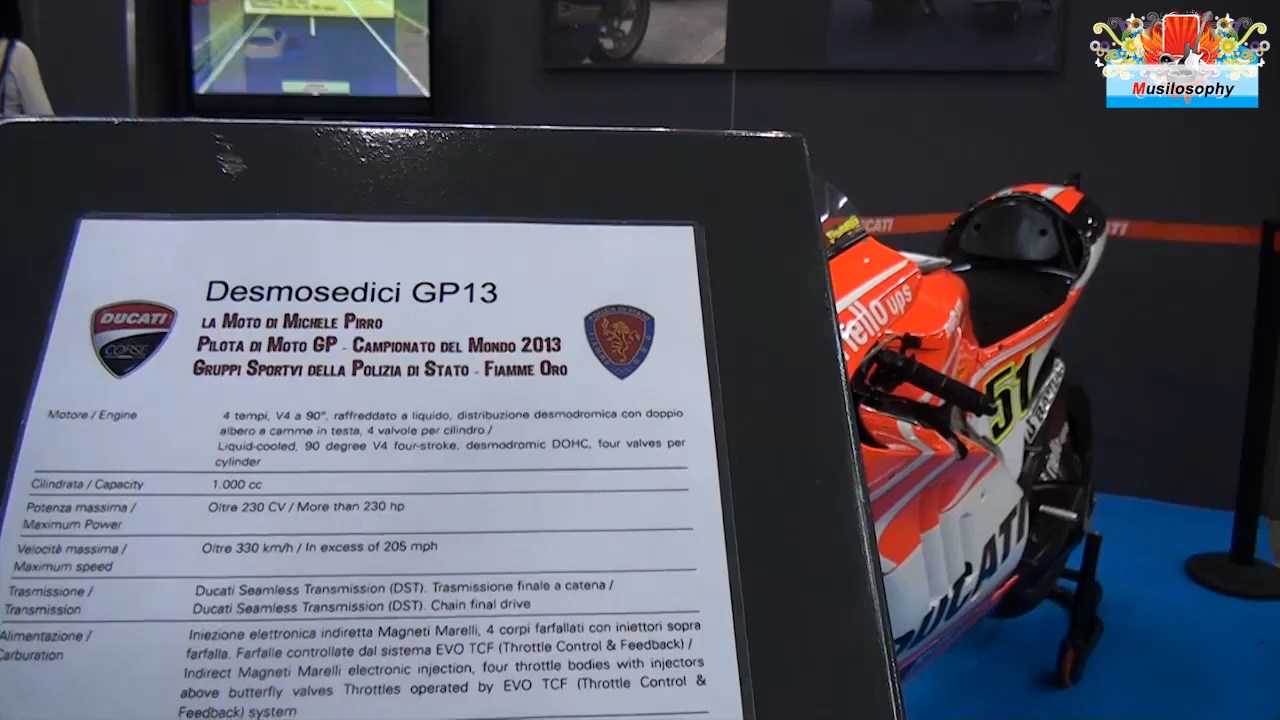 Musilosophy
Desmosedici GP13
DUCATI
CORSE
LA MOTO DI MICHELE PIRRO
PILOTA DI MOTO GP - CAMPIONATO DEL MONDO 2013
GRUPPI SPORTVI DELLA POLIZIA DI STATO - FIAMME ORO
Motore / Engine
4 tempi, V4 a 90°, raffreddato a liquido, distribuzione desmodromica con doppio
albero a camme in testa, 4 valvole per cilindro /
Liquid-cooled, 90 degree V4 four-stroke, desmodromic DOHC, four valves per
cylinder
Cilindrata / Capacity
1.000 cc
Potenza massima /
Maximum Power
Oltre 230 CV / More than 230 hp
Velocità massima /
Maximum speed
Oltre 330 km/h / In excess of 205 mph
Trasmissione /
Transmission
Ducati Seamless Transmission (DST). Trasmissione finale a catena /
Ducati Seamless Transmission (DST). Chain final drive
Alimentazione /
Carburation
Iniezione elettronica indiretta Magneti Marelli, 4 corpi farfallati con iniettori sopra
farfalla. Farfalle controllate dal sistema EVO TCF (Throttle Control & Feedback) /
Indirect Magneti Marelli electronic injection, four throttle bodies with injectors
above butterfly valves Throttles operated by EVO TCF (Throttle Control &
Feedback) system
DUCATI
ups
51
DUCATI